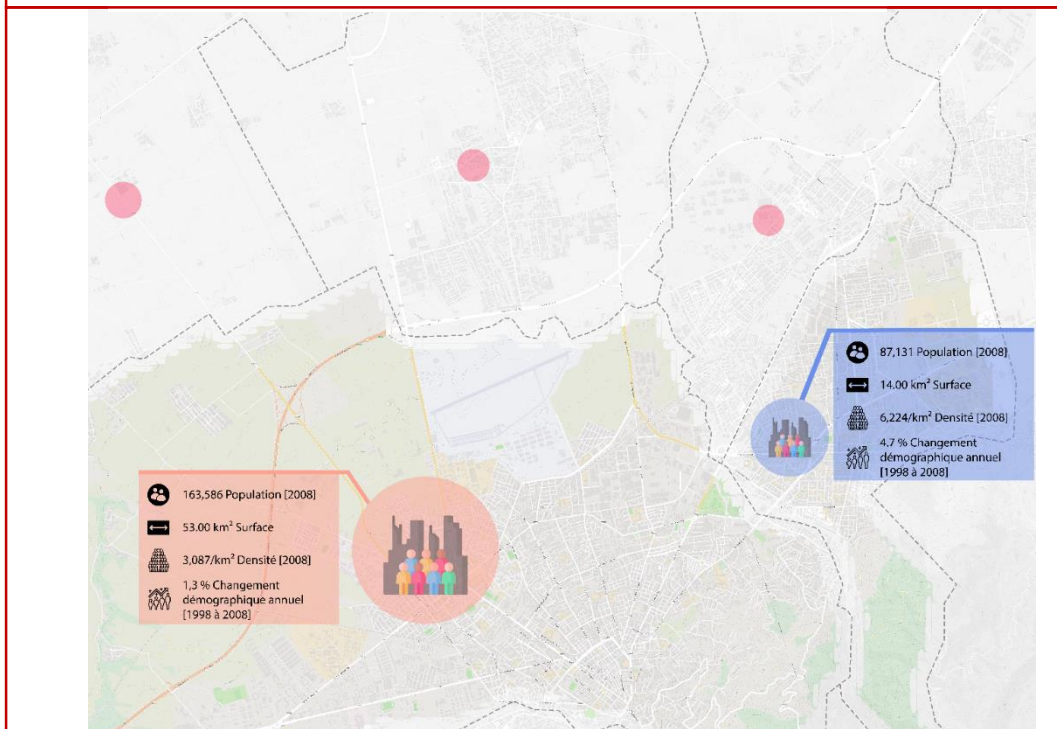 87,131 Population [2008]
14.00 km² Surface
6,224/km² Densité [2008]
4.7 % Changement
démographique annuel
[1998 à 2008]
163,586 Population [2008]
53.00 km² Surface
3,087/km² Densité [2008]
1,3 % Changement
démographique annuel
[1998 à 2008]